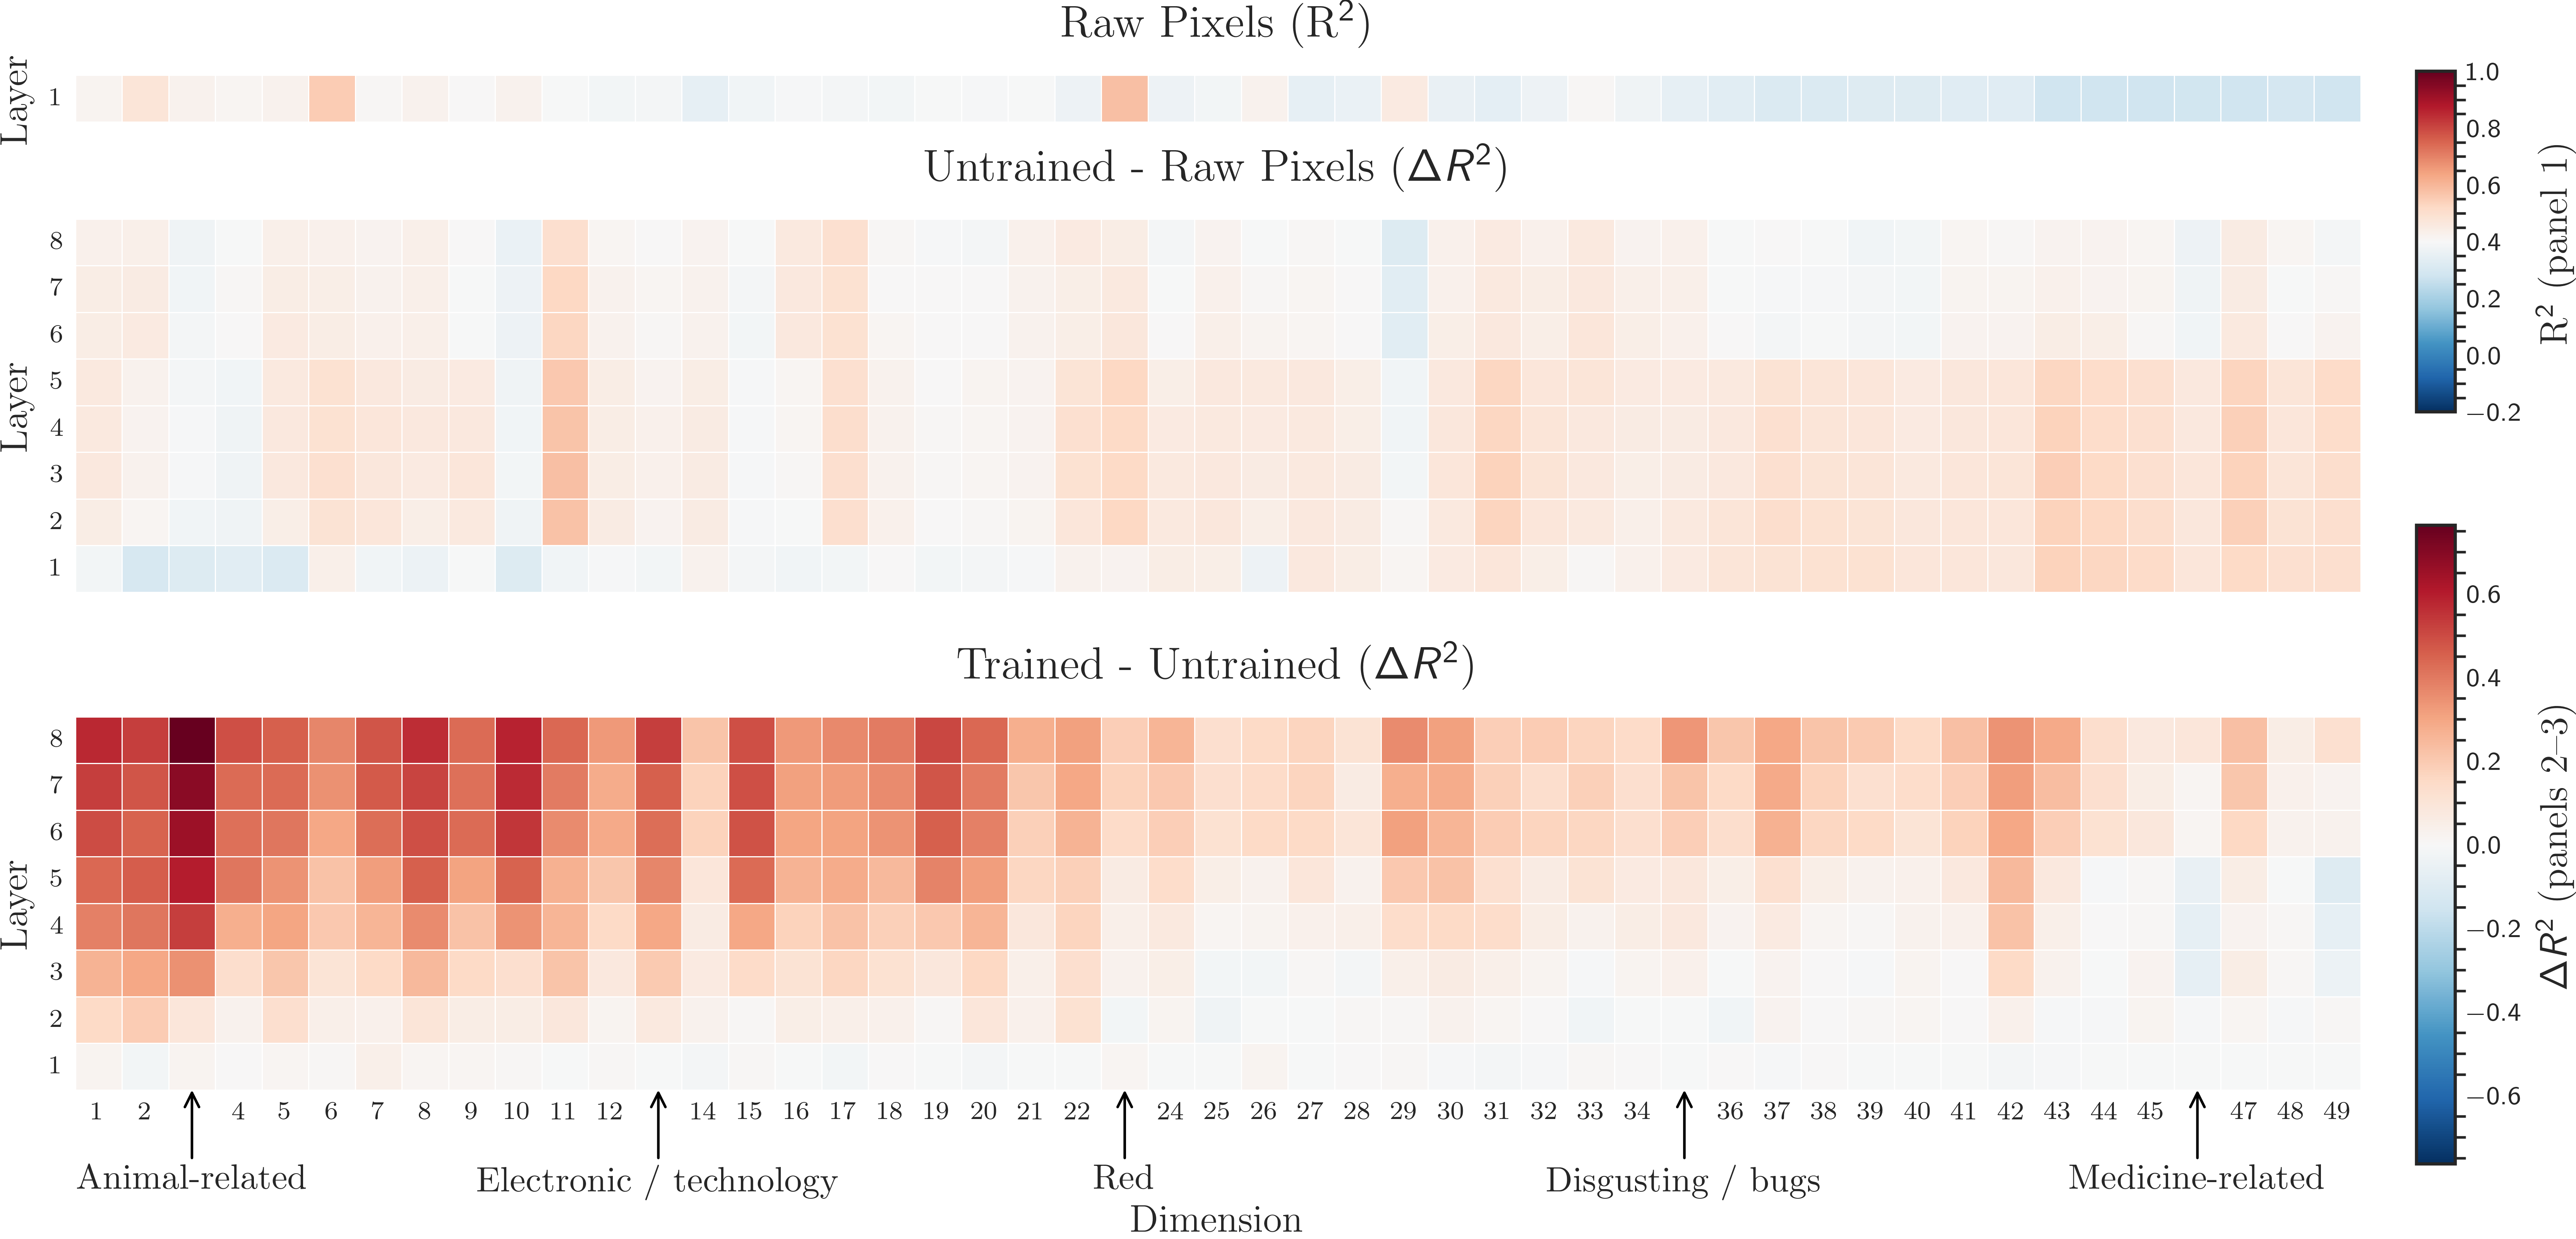 Raw Pixels (R²)
Layer
1
1.0
0.8
0.6
0.4
0.2
0.0
−0.2
R² (panel 1)
Untrained - Raw Pixels (ΔR²)
Layer
8
7
6
5
4
3
2
1
Trained - Untrained (ΔR²)
Layer
8
7
6
5
4
3
2
1
0.6
0.4
0.2
0.0
−0.2
−0.4
−0.6
ΔR² (panels 2–3)
1 2 4 5 6 7 8 9 10 11 12 14 15 16 17 18 19 20 21 22 24 25 26 27 28 29 30 31 32 33 34 36 37 38 39 40 41 42 43 44 45 47 48 49
Animal-related Electronic / technology Red Disgusting / bugs Medicine-related
Dimension